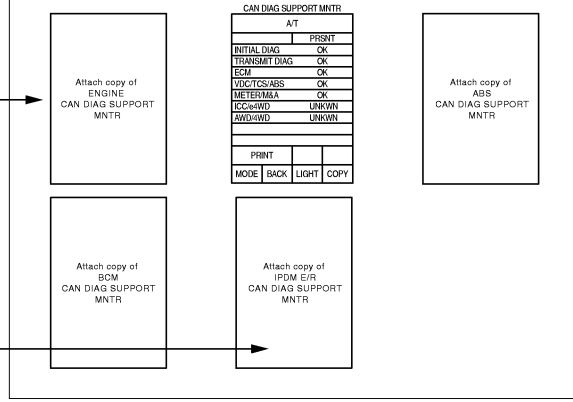 CAN DIAG SUPPORT MNTR
A/T
PRSNT
INITIAL DIAG OK
TRANSMIT DIAG OK
ECM OK
VDC/TCS/ABS OK
METER/M&A OK
ICC/e4WD UNKWN
AWD/4WD UNKWN
PRINT
MODE BACK LIGHT COPY
Attach copy of
ENGINE
CAN DIAG SUPPORT
MNTR
Attach copy of
ABS
CAN DIAG SUPPORT
MNTR
Attach copy of
BCM
CAN DIAG SUPPORT
MNTR
Attach copy of
IPDM E/R
CAN DIAG SUPPORT
MNTR